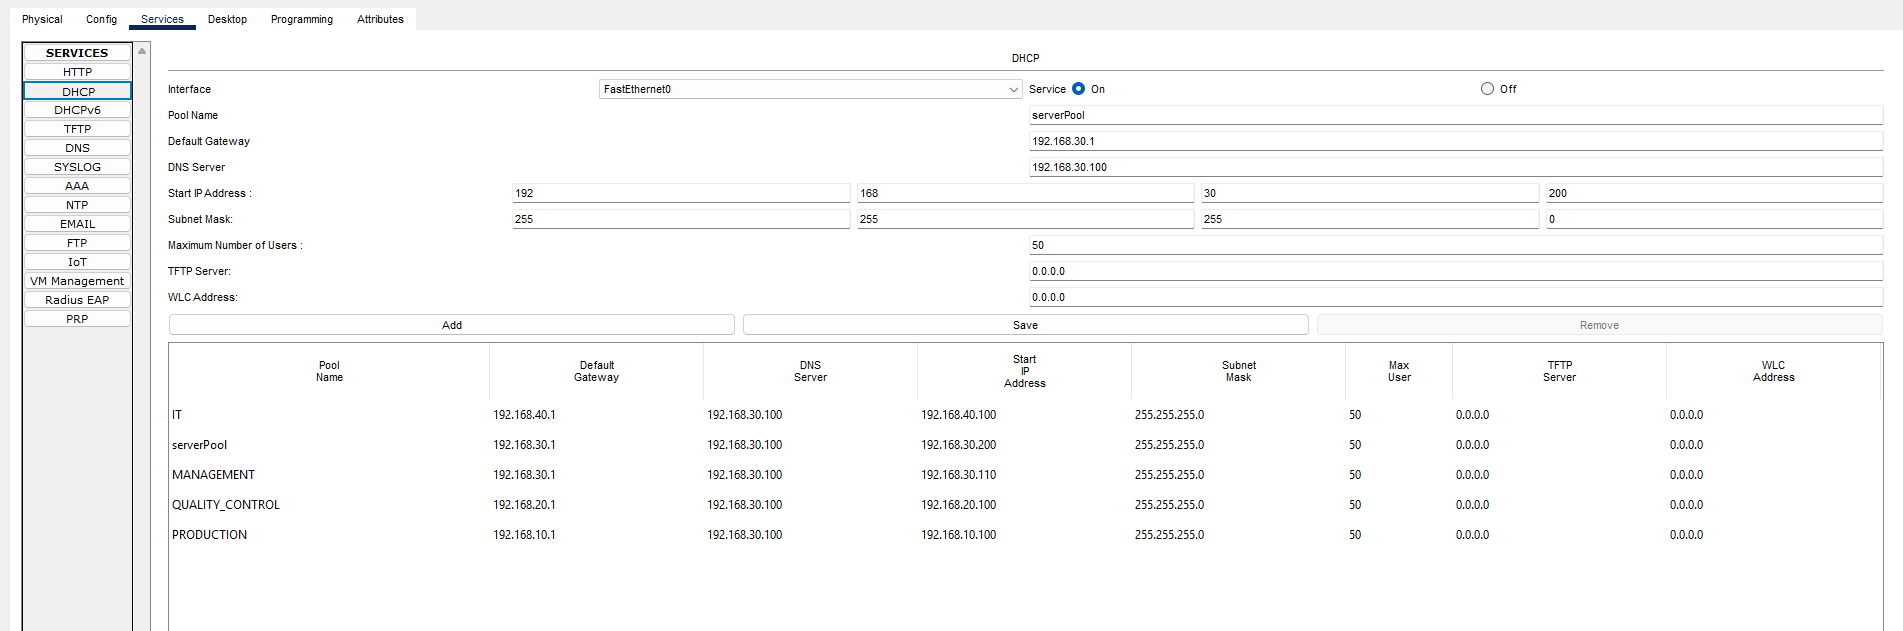 Physical Config Services Desktop Programming Attributes
SERVICES
HTTP
DHCP
DHCPv6
TFTP
DNS
SYSLOG
AAA
NTP
EMAIL
FTP
IoT
VM Management
Radius EAP
PRP
DHCP
Interface FastEthernet0 Service On Off
Pool Name serverPool
Default Gateway 192.168.30.1
DNS Server 192.168.30.100
Start IP Address : 192 168 30 200
Subnet Mask: 255 255 255 0
Maximum Number of Users : 50
TFTP Server: 0.0.0.0
WLC Address: 0.0.0.0
Add Save Remove
Pool Name Default Gateway DNS Server Start IP Address Subnet Mask Max User TFTP Server WLC Address
IT 192.168.40.1 192.168.30.100 192.168.40.100 255.255.255.0 50 0.0.0.0 0.0.0.0
serverPool 192.168.30.1 192.168.30.100 192.168.30.200 255.255.255.0 50 0.0.0.0 0.0.0.0
MANAGEMENT 192.168.30.1 192.168.30.100 192.168.30.110 255.255.255.0 50 0.0.0.0 0.0.0.0
QUALITY_CONTROL 192.168.20.1 192.168.30.100 192.168.20.100 255.255.255.0 50 0.0.0.0 0.0.0.0
PRODUCTION 192.168.10.1 192.168.30.100 192.168.10.100 255.255.255.0 50 0.0.0.0 0.0.0.0